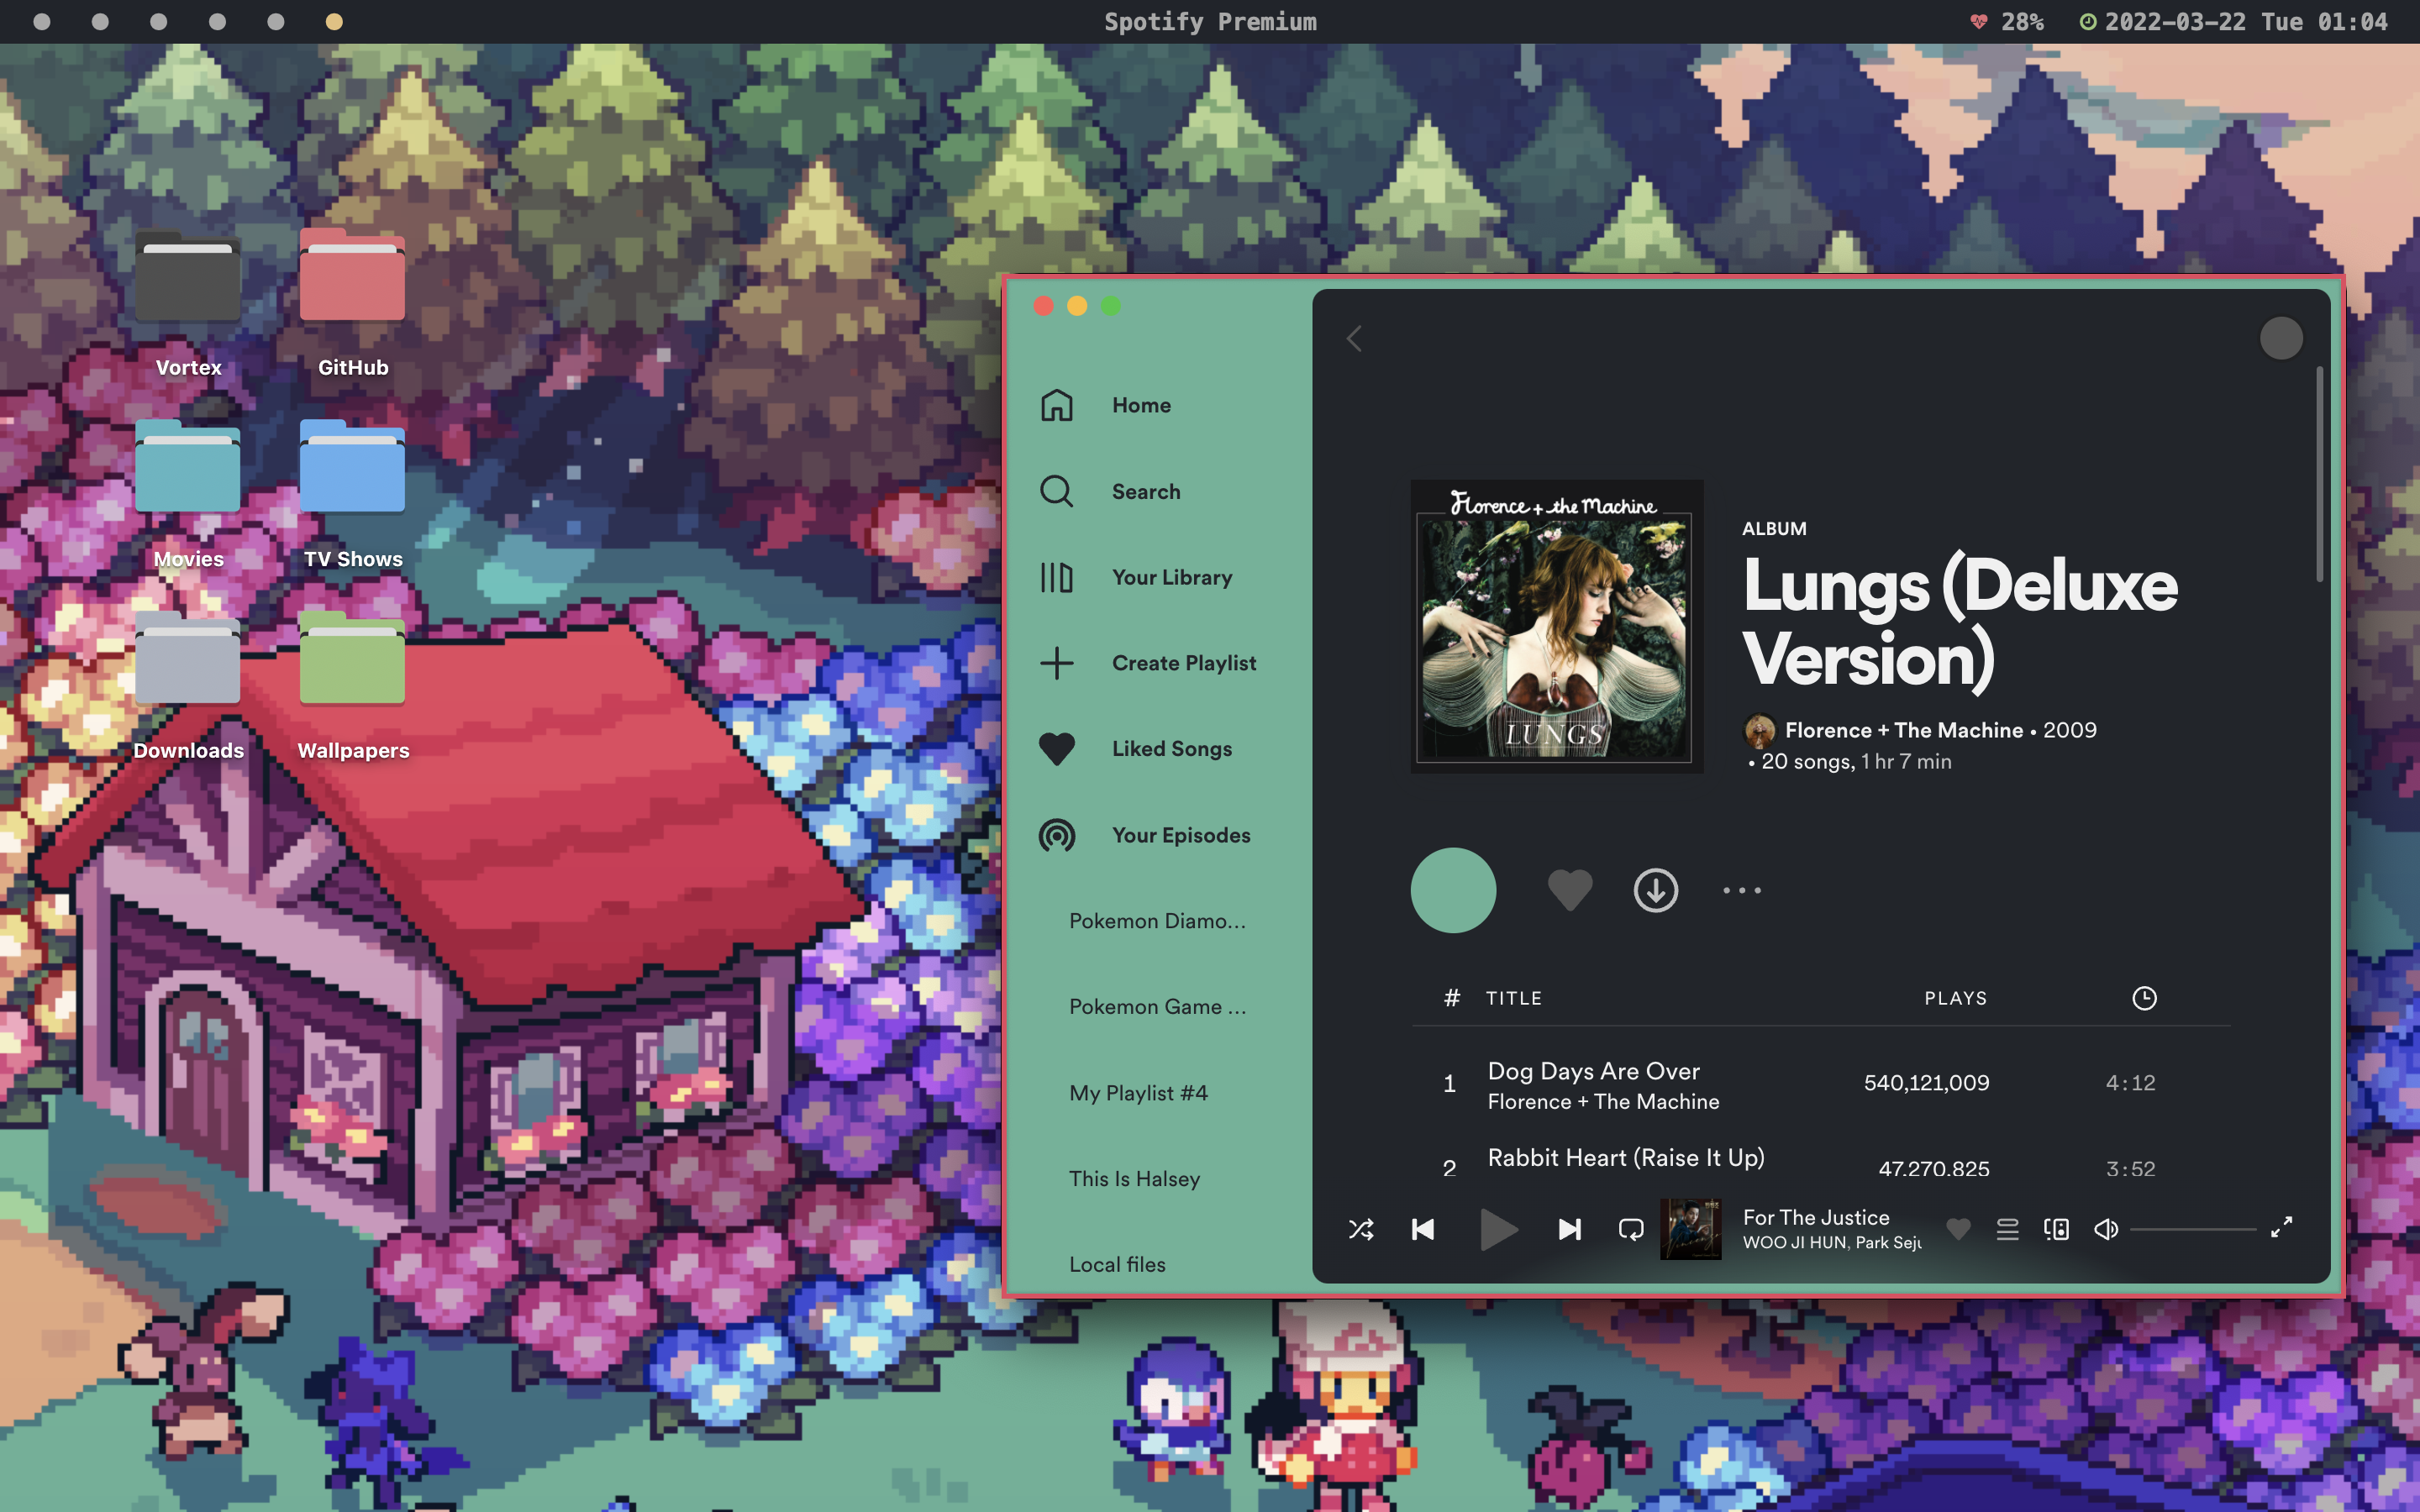 Spotify Premium
28%
2022-03-22 Tue 01:04
Vortex
GitHub
Movies
TV Shows
Downloads
Wallpapers
Home
Search
Your Library
Create Playlist
Liked Songs
Your Episodes
Pokemon Diamo...
Pokemon Game ...
My Playlist #4
This Is Halsey
Local files
Florence + the Machine
LUNGS
ALBUM
Lungs (Deluxe
Version)
Florence + The Machine • 2009
• 20 songs, 1 hr 7 min
# TITLE PLAYS
1 Dog Days Are Over 540,121,009 4:12
Florence + The Machine
2 Rabbit Heart (Raise It Up) 47,270,825 3:52
For The Justice
WOO JI HUN, Park Seju